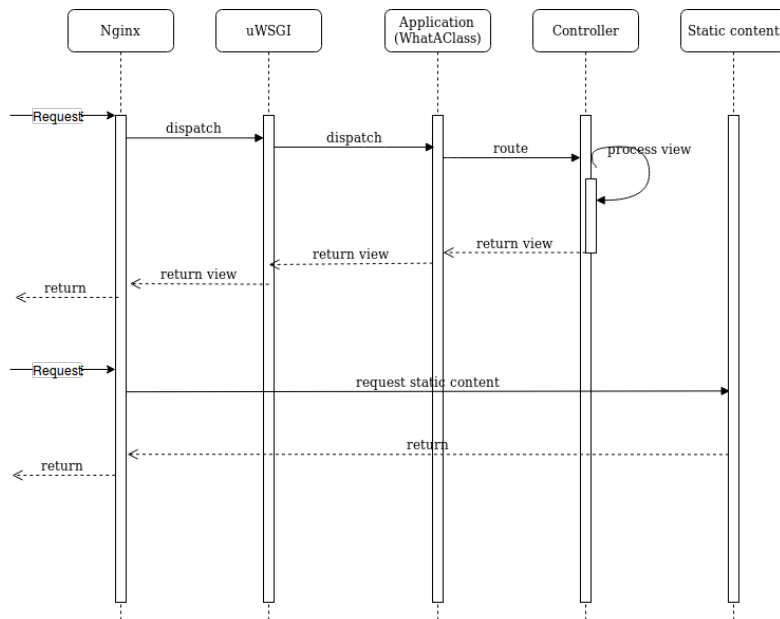 Nginx
uWSGI
Application
(WhatAClass)
Controller
Static content
Request
dispatch
dispatch
route
process view
return view
return view
return view
return
Request
request static content
return
return